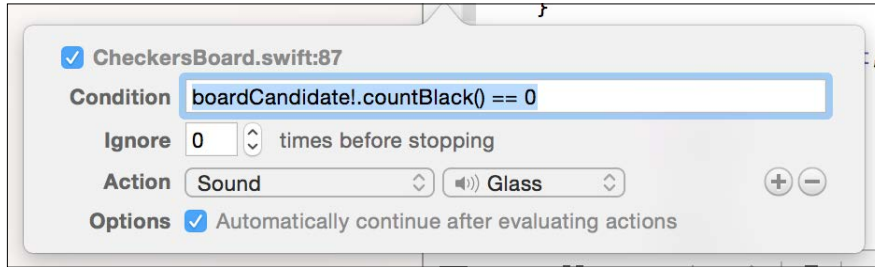 }
CheckersBoard.swift:87
Condition boardCandidate!.countBlack() == 0
Ignore 0 times before stopping
Action Sound Glass
Options Automatically continue after evaluating actions